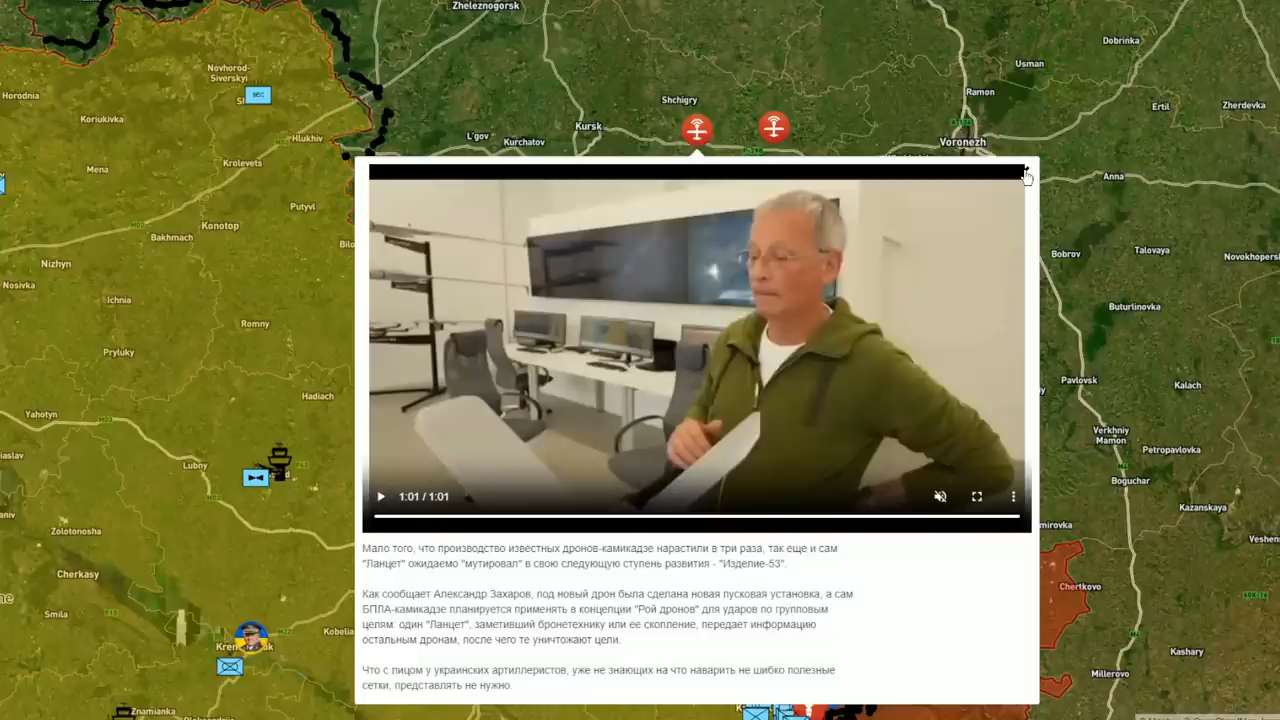 Zheleznogorsk
Dobrinka
Novhorod-
Siverskyi
Usman
Horodnia
SEC
Ramon
Shchigry
Ertil
Zherdevka
Koriukivka
Kursk
Hlukhiv
L'gov
Kurchatov
Voronezh
Krolevets
Mena
Anna
Putyvl
Konotop
Bakhmach
Talovaya
Bobrov
Nizhyn
Nosivka
Ichnia
Buturlinovka
Romny
Pryluky
Pavlovsk
Kalach
Hadiach
Yahotyn
Verkhniy
Mamon
Petropavlovka
Lubny
Boguchar
1:01 / 1:01
Kazanskaya
Zolotonosha
Мало того, что производство известных дронов-камикадзе нарастили в три раза, так еще и сам
"Ланцет" ожидаемо "мутировал" в свою следующую ступень развития - "Изделие-53".
Как сообщает Александр Захаров, под новый дрон была сделана новая пусковая установка, а сам
БПЛА-камикадзе планируется применять в концепции "Рой дронов" для ударов по групповым
целям: один "Ланцет", заметивший бронетехнику или ее скопление, передает информацию
остальным дронам, после чего те уничтожают цели.
Что с лицом у украинских артиллеристов, уже не знающих на что наварить не шибко полезные
сетки, представлять не нужно.
Cherkasy
Chertkovo
Smila
Kobelia
Kashary
Millerovo
Znamianka